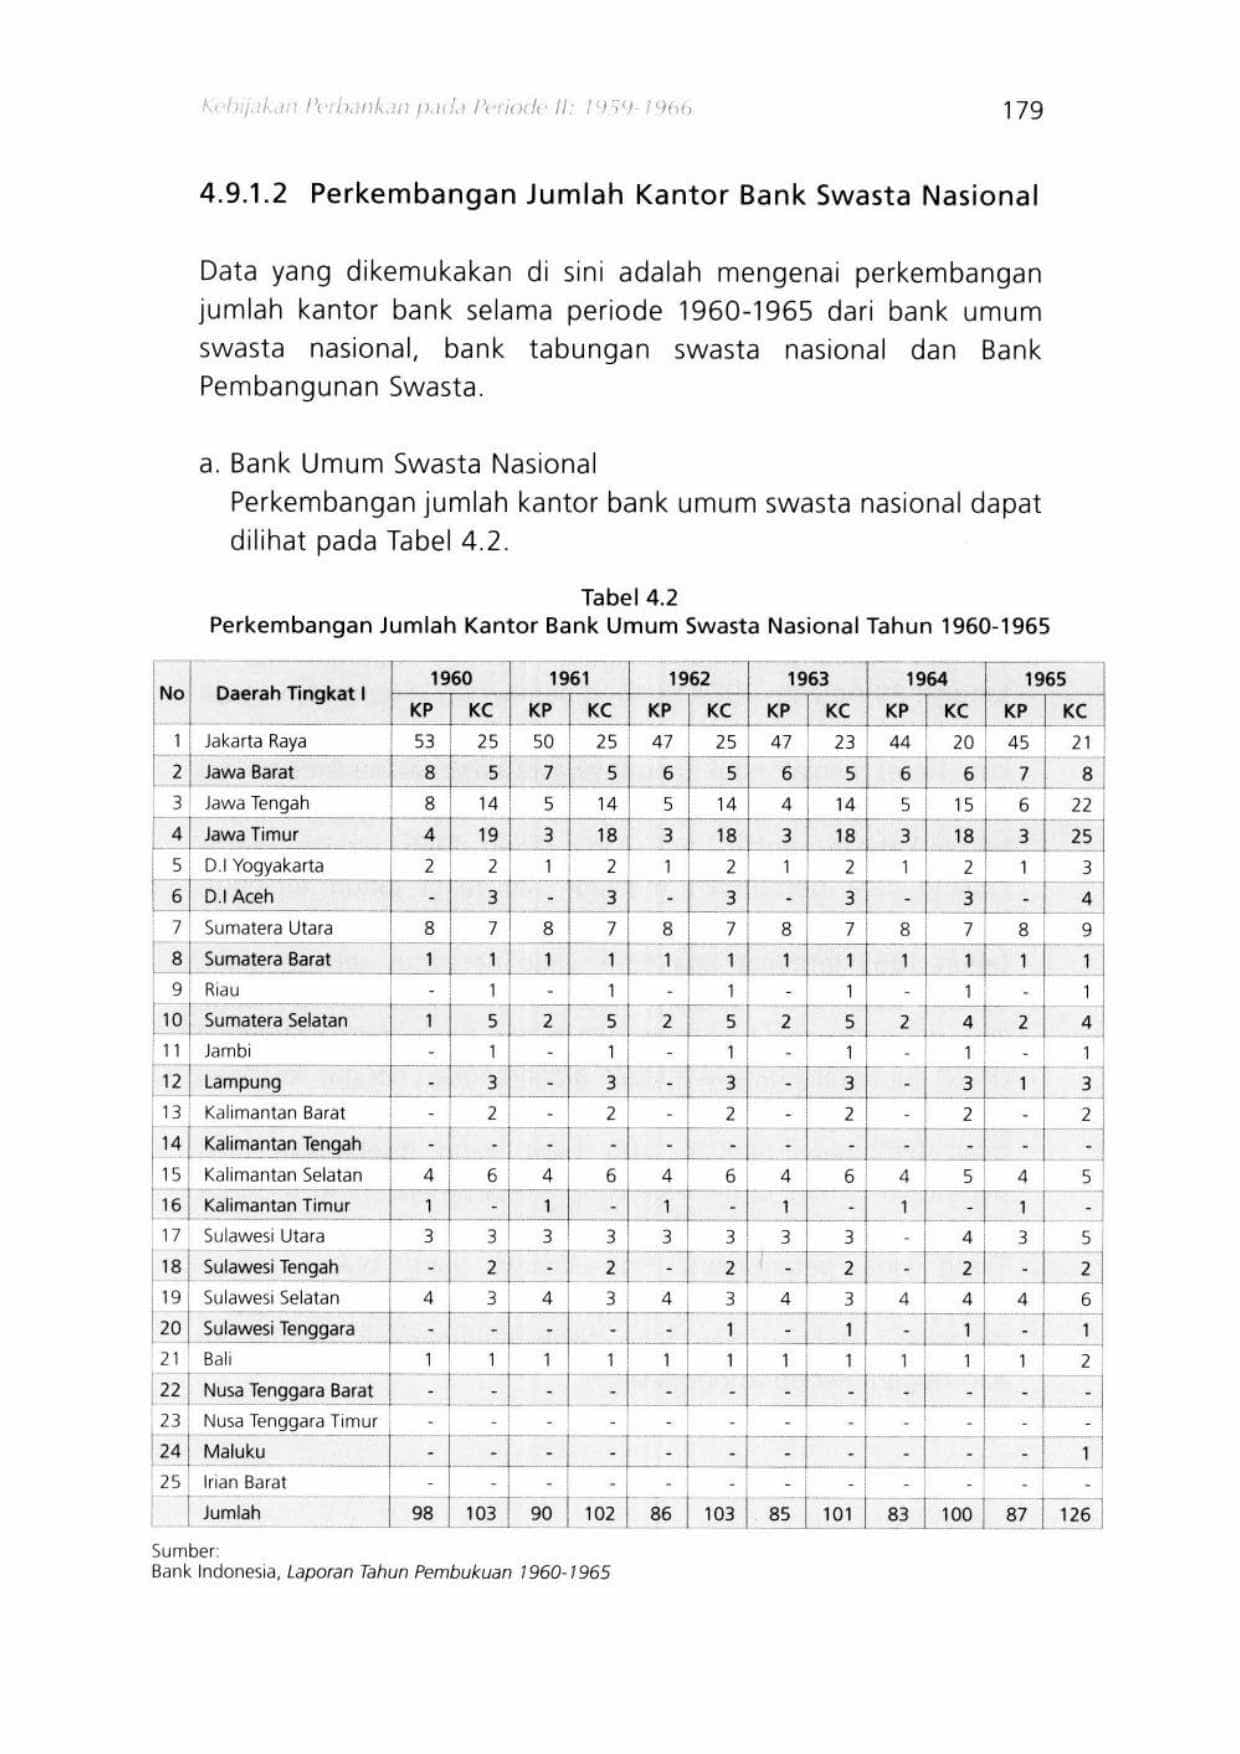 Kebijakan Perbankan pada Periode II: 1959-1966 179
4.9.1.2 Perkembangan Jumlah Kantor Bank Swasta Nasional
Data yang dikemukakan di sini adalah mengenai perkembangan
jumlah kantor bank selama periode 1960-1965 dari bank umum
swasta nasional, bank tabungan swasta nasional dan Bank
Pembangunan Swasta.
a. Bank Umum Swasta Nasional
Perkembangan jumlah kantor bank umum swasta nasional dapat
dilihat pada Tabel 4.2.
Tabel 4.2
Perkembangan Jumlah Kantor Bank Umum Swasta Nasional Tahun 1960-1965
No Daerah Tingkat I 1960 1961 1962 1963 1964 1965
KP KC KP KC KP KC KP KC KP KC KP KC
1 Jakarta Raya 53 25 50 25 47 25 47 23 44 20 45 21
2 Jawa Barat 8 5 7 5 6 5 6 5 6 6 7 8
3 Jawa Tengah 8 14 5 14 5 14 4 14 5 15 6 22
4 Jawa Timur 4 19 3 18 3 18 3 18 3 18 3 25
5 D.I Yogyakarta 2 2 1 2 1 2 1 2 1 2 1 3
6 D.I Aceh - 3 - 3 - 3 - 3 - 3 - 4
7 Sumatera Utara 8 7 8 7 8 7 8 7 8 7 8 9
8 Sumatera Barat 1 1 1 1 1 1 1 1 1 1 1 1
9 Riau - 1 - 1 - 1 - 1 - 1 - 1
10 Sumatera Selatan 1 5 2 5 2 5 2 5 2 4 2 4
11 Jambi - 1 - 1 - 1 - 1 - 1 - 1
12 Lampung - 3 - 3 - 3 - 3 - 3 1 3
13 Kalimantan Barat - 2 - 2 - 2 - 2 - 2 - 2
14 Kalimantan Tengah - - - - - - - - - - - -
15 Kalimantan Selatan 4 6 4 6 4 6 4 6 4 5 4 5
16 Kalimantan Timur 1 - 1 - 1 - 1 - 1 - 1 -
17 Sulawesi Utara 3 3 3 3 3 3 3 3 - 4 3 5
18 Sulawesi Tengah - 2 - 2 - 2 - 2 - 2 - 2
19 Sulawesi Selatan 4 3 4 3 4 3 4 3 4 4 4 6
20 Sulawesi Tenggara - - - - - 1 - 1 - 1 - 1
21 Bali 1 1 1 1 1 1 1 1 1 1 1 2
22 Nusa Tenggara Barat - - - - - - - - - - - -
23 Nusa Tenggara Timur - - - - - - - - - - - -
24 Maluku - - - - - - - - - - - 1
25 Irian Barat - - - - - - - - - - - -
Jumlah 98 103 90 102 86 103 85 101 83 100 87 126
Sumber:
Bank Indonesia, Laporan Tahun Pembukuan 1960-1965